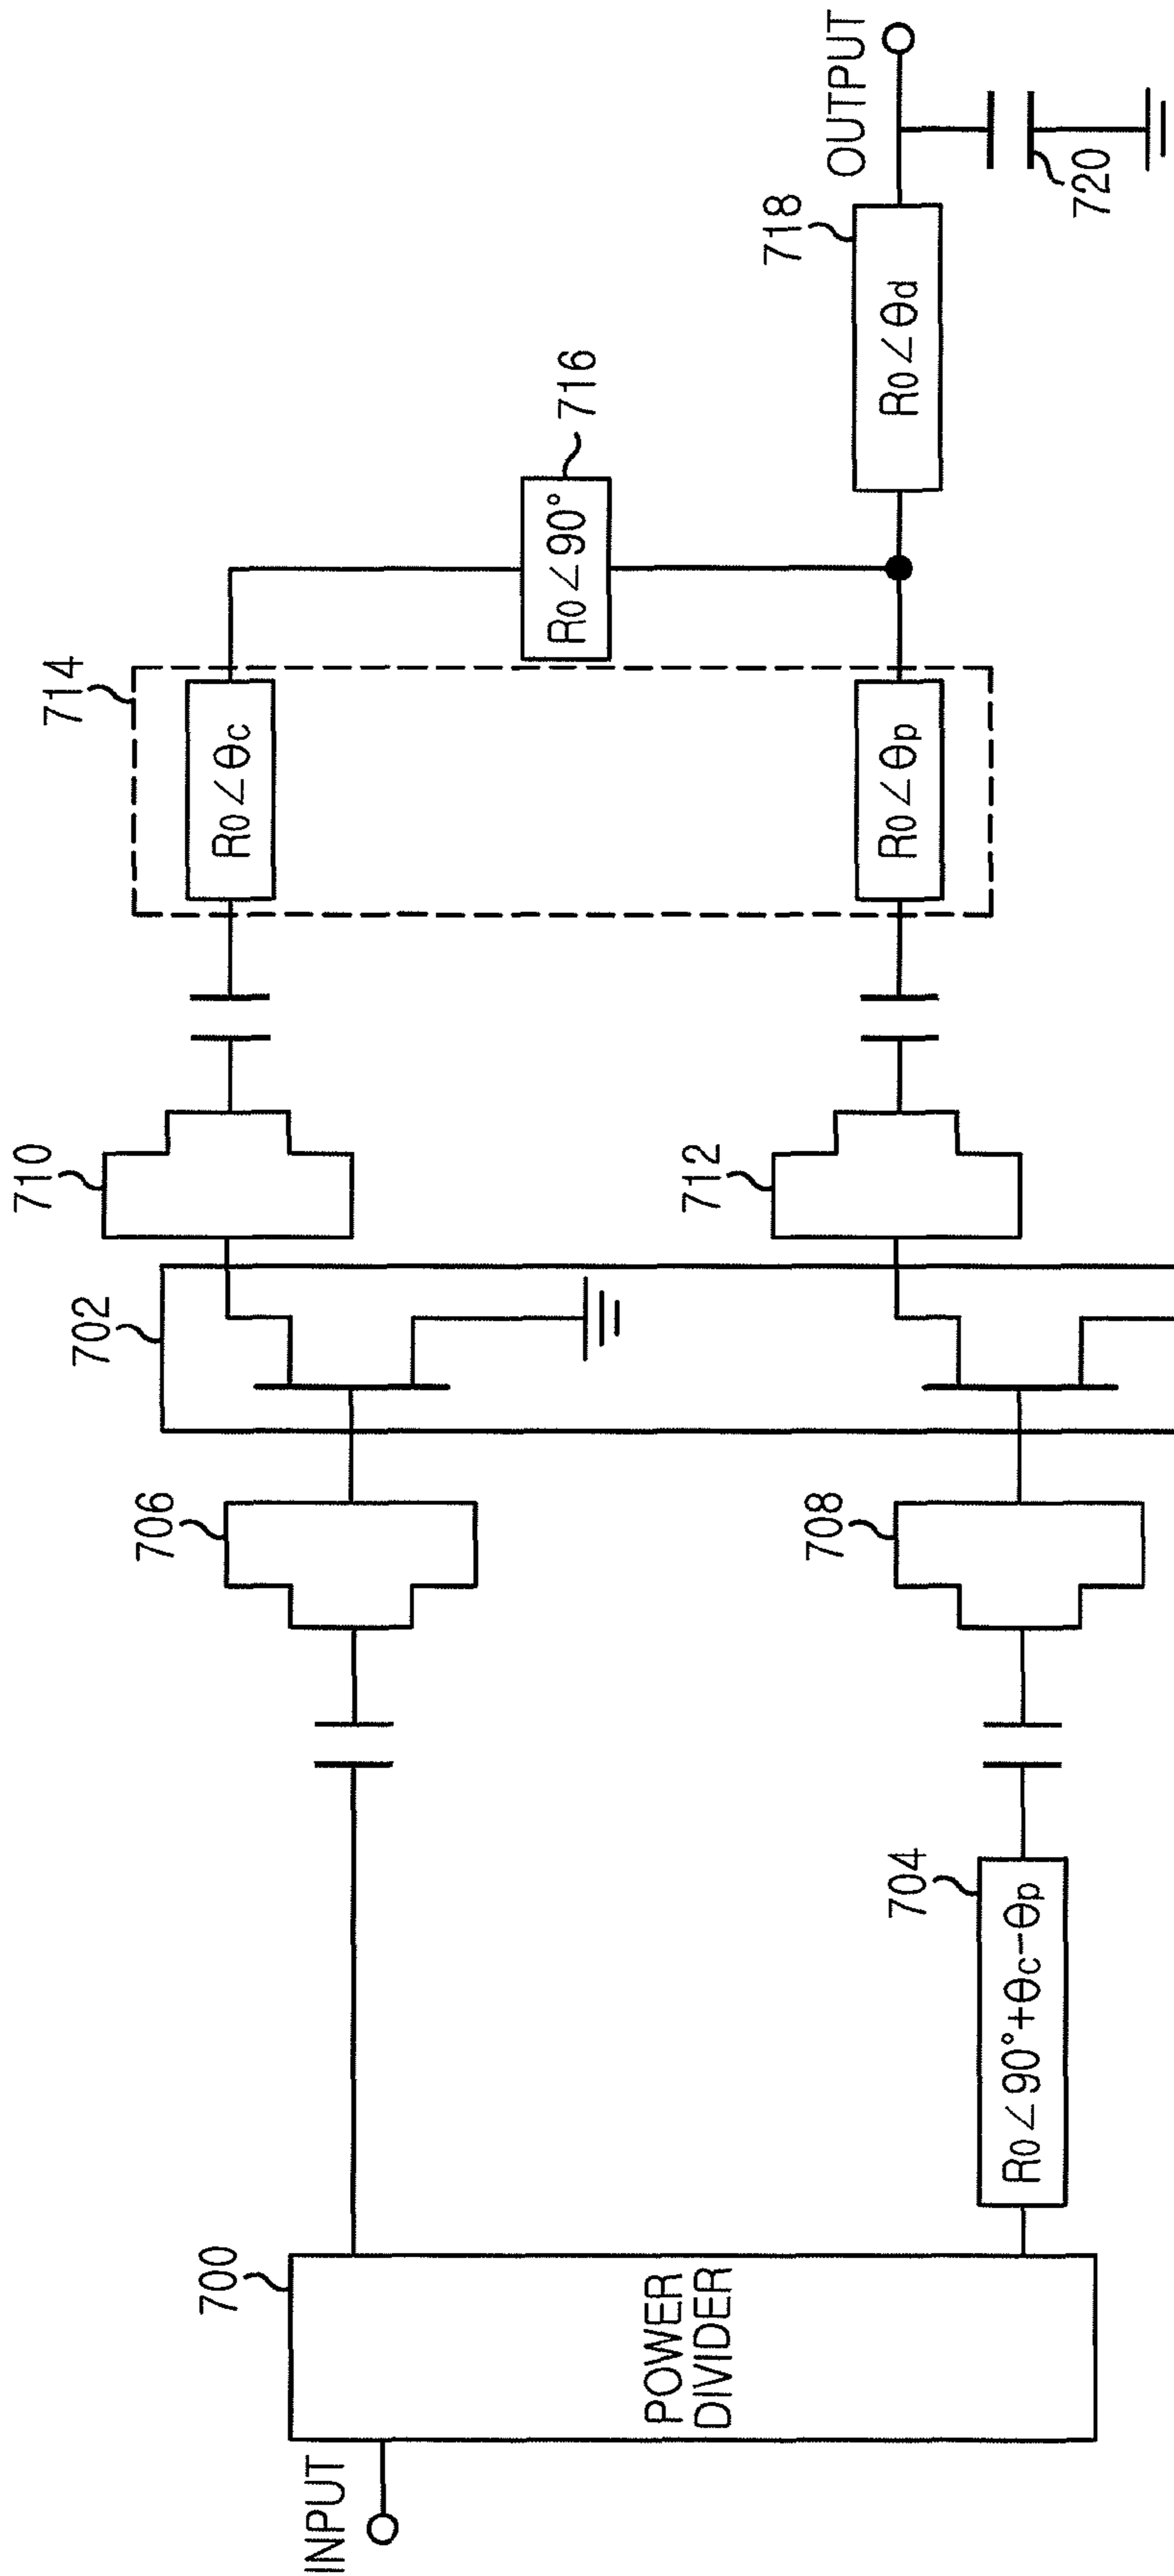 INPUT
700
POWER
DIVIDER
704
R0∠90°+θc−θp
706
708
702
710
712
714
R0∠θc
R0∠θp
R0∠90°
716
718
R0∠θd
OUTPUT
720